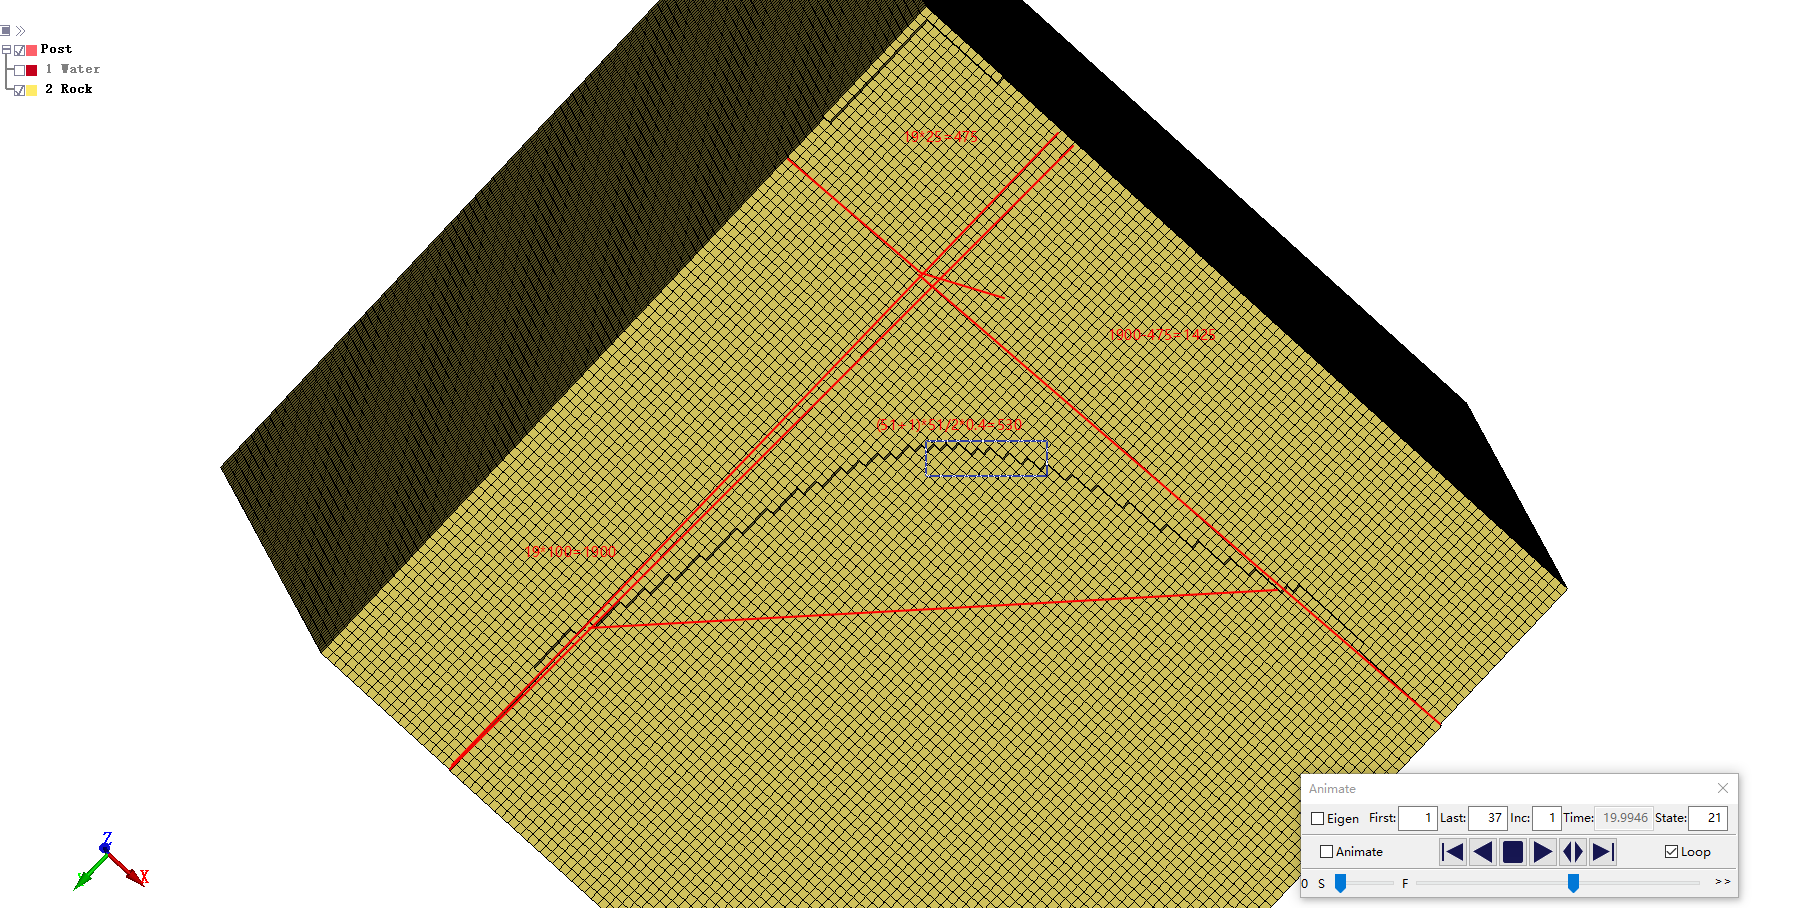 Post
1 Water
2 Rock
19*25=475
1900-475=1425
(51+1)*51/2*0.4=530
19*100=1900
Z
X
Animate
Eigen First: 1 Last: 37 Inc: 1 Time: 19.9946 State: 21
Animate Loop
0 S F >>